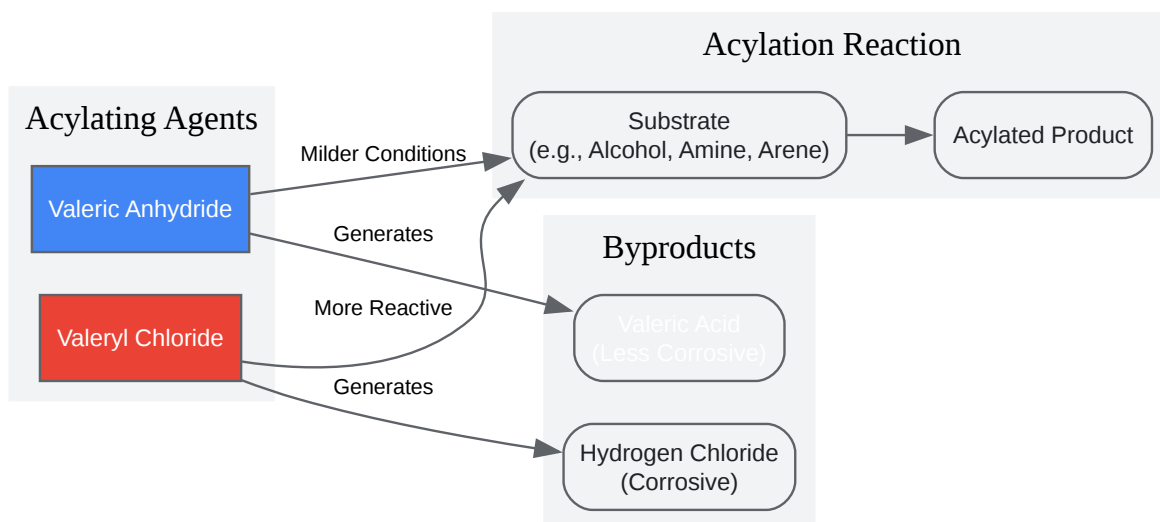 Acylation Reaction
Acylating Agents
Substrate
(e.g., Alcohol, Amine, Arene)
Acylated Product
Milder Conditions
Valeric Anhydride
Generates
Byproducts
More Reactive
Valeric Acid
(Less Corrosive)
Valeryl Chloride
Generates
Hydrogen Chloride
(Corrosive)